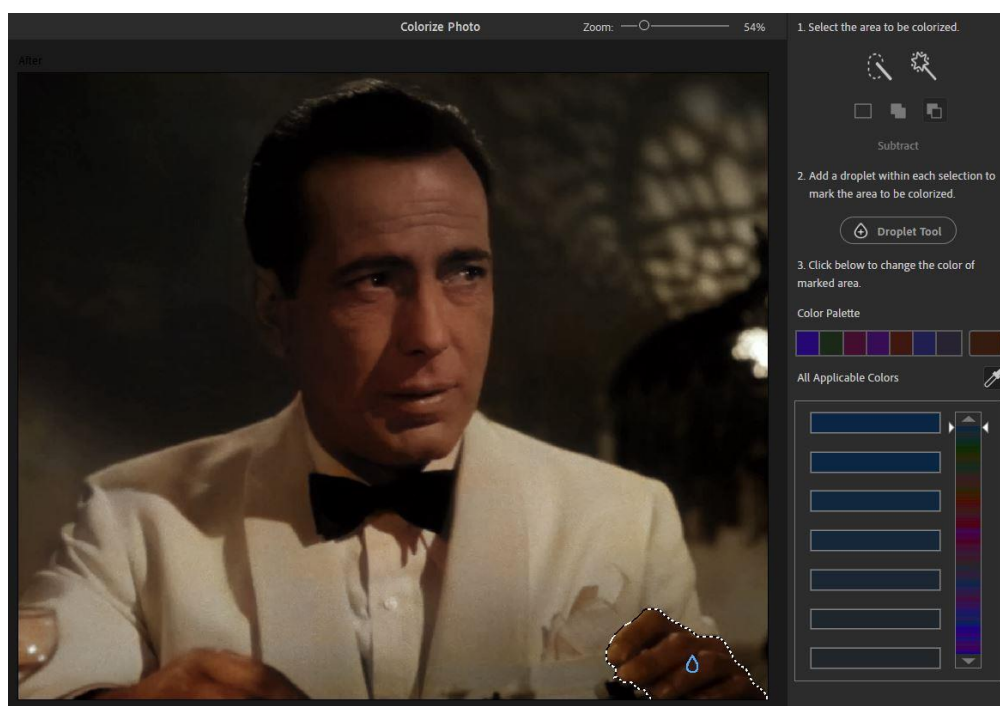 Colorize Photo
Zoom:
54%
After
1. Select the area to be colorized.
Subtract
2. Add a droplet within each selection to
mark the area to be colorized.
Droplet Tool
3. Click below to change the color of
marked area.
Color Palette
All Applicable Colors